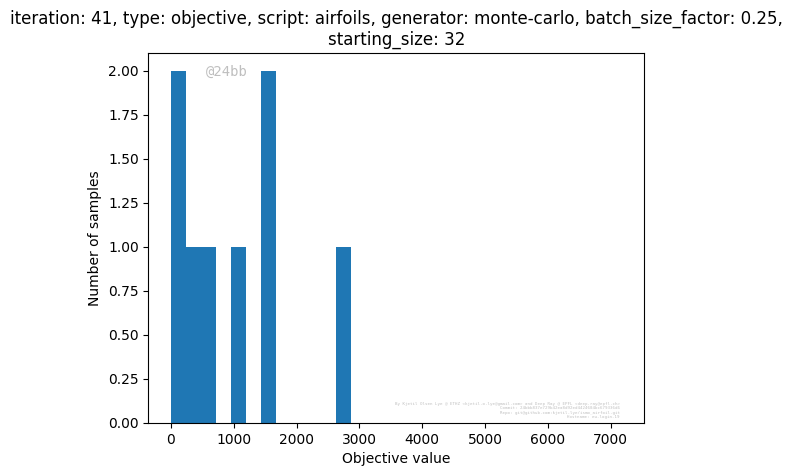 iteration: 41, type: objective, script: airfoils, generator: monte-carlo, batch_size_factor: 0.25,
starting_size: 32
@24bb
2.00
1.75
1.50
1.25
1.00
0.75
0.50
0.25
0.00
Number of samples
0 1000 2000 3000 4000 5000 6000 7000
Objective value